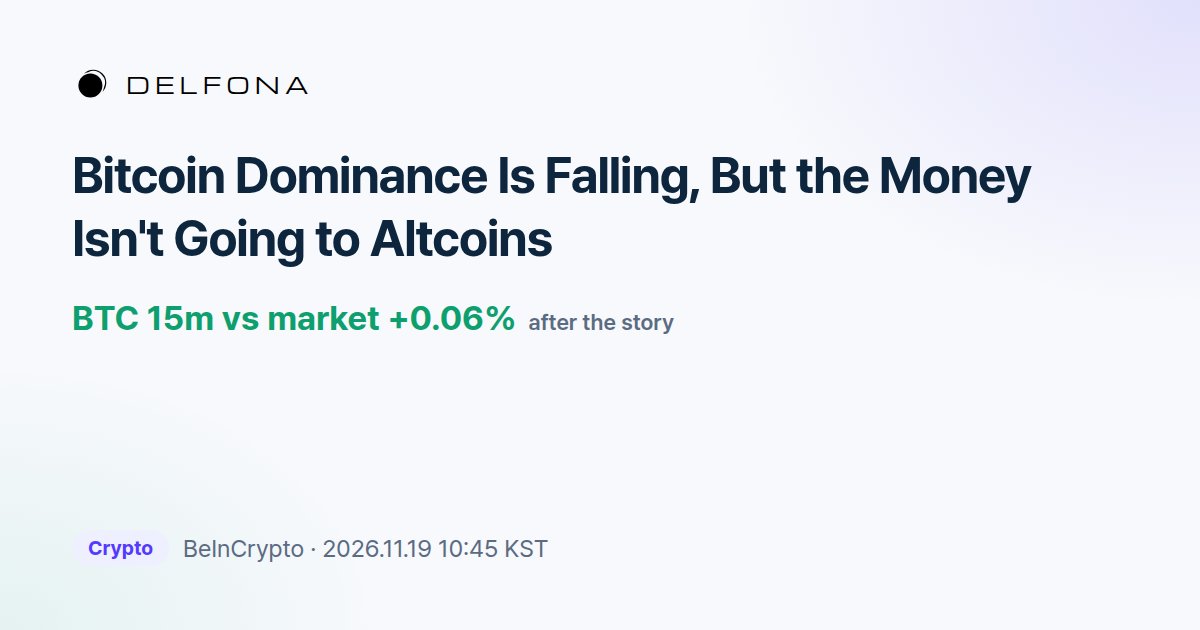 DELFONA
Bitcoin Dominance Is Falling, But the Money
Isn't Going to Altcoins
BTC 15m vs market +0.06% after the story
Crypto BeInCrypto · 2026.11.19 10:45 KST